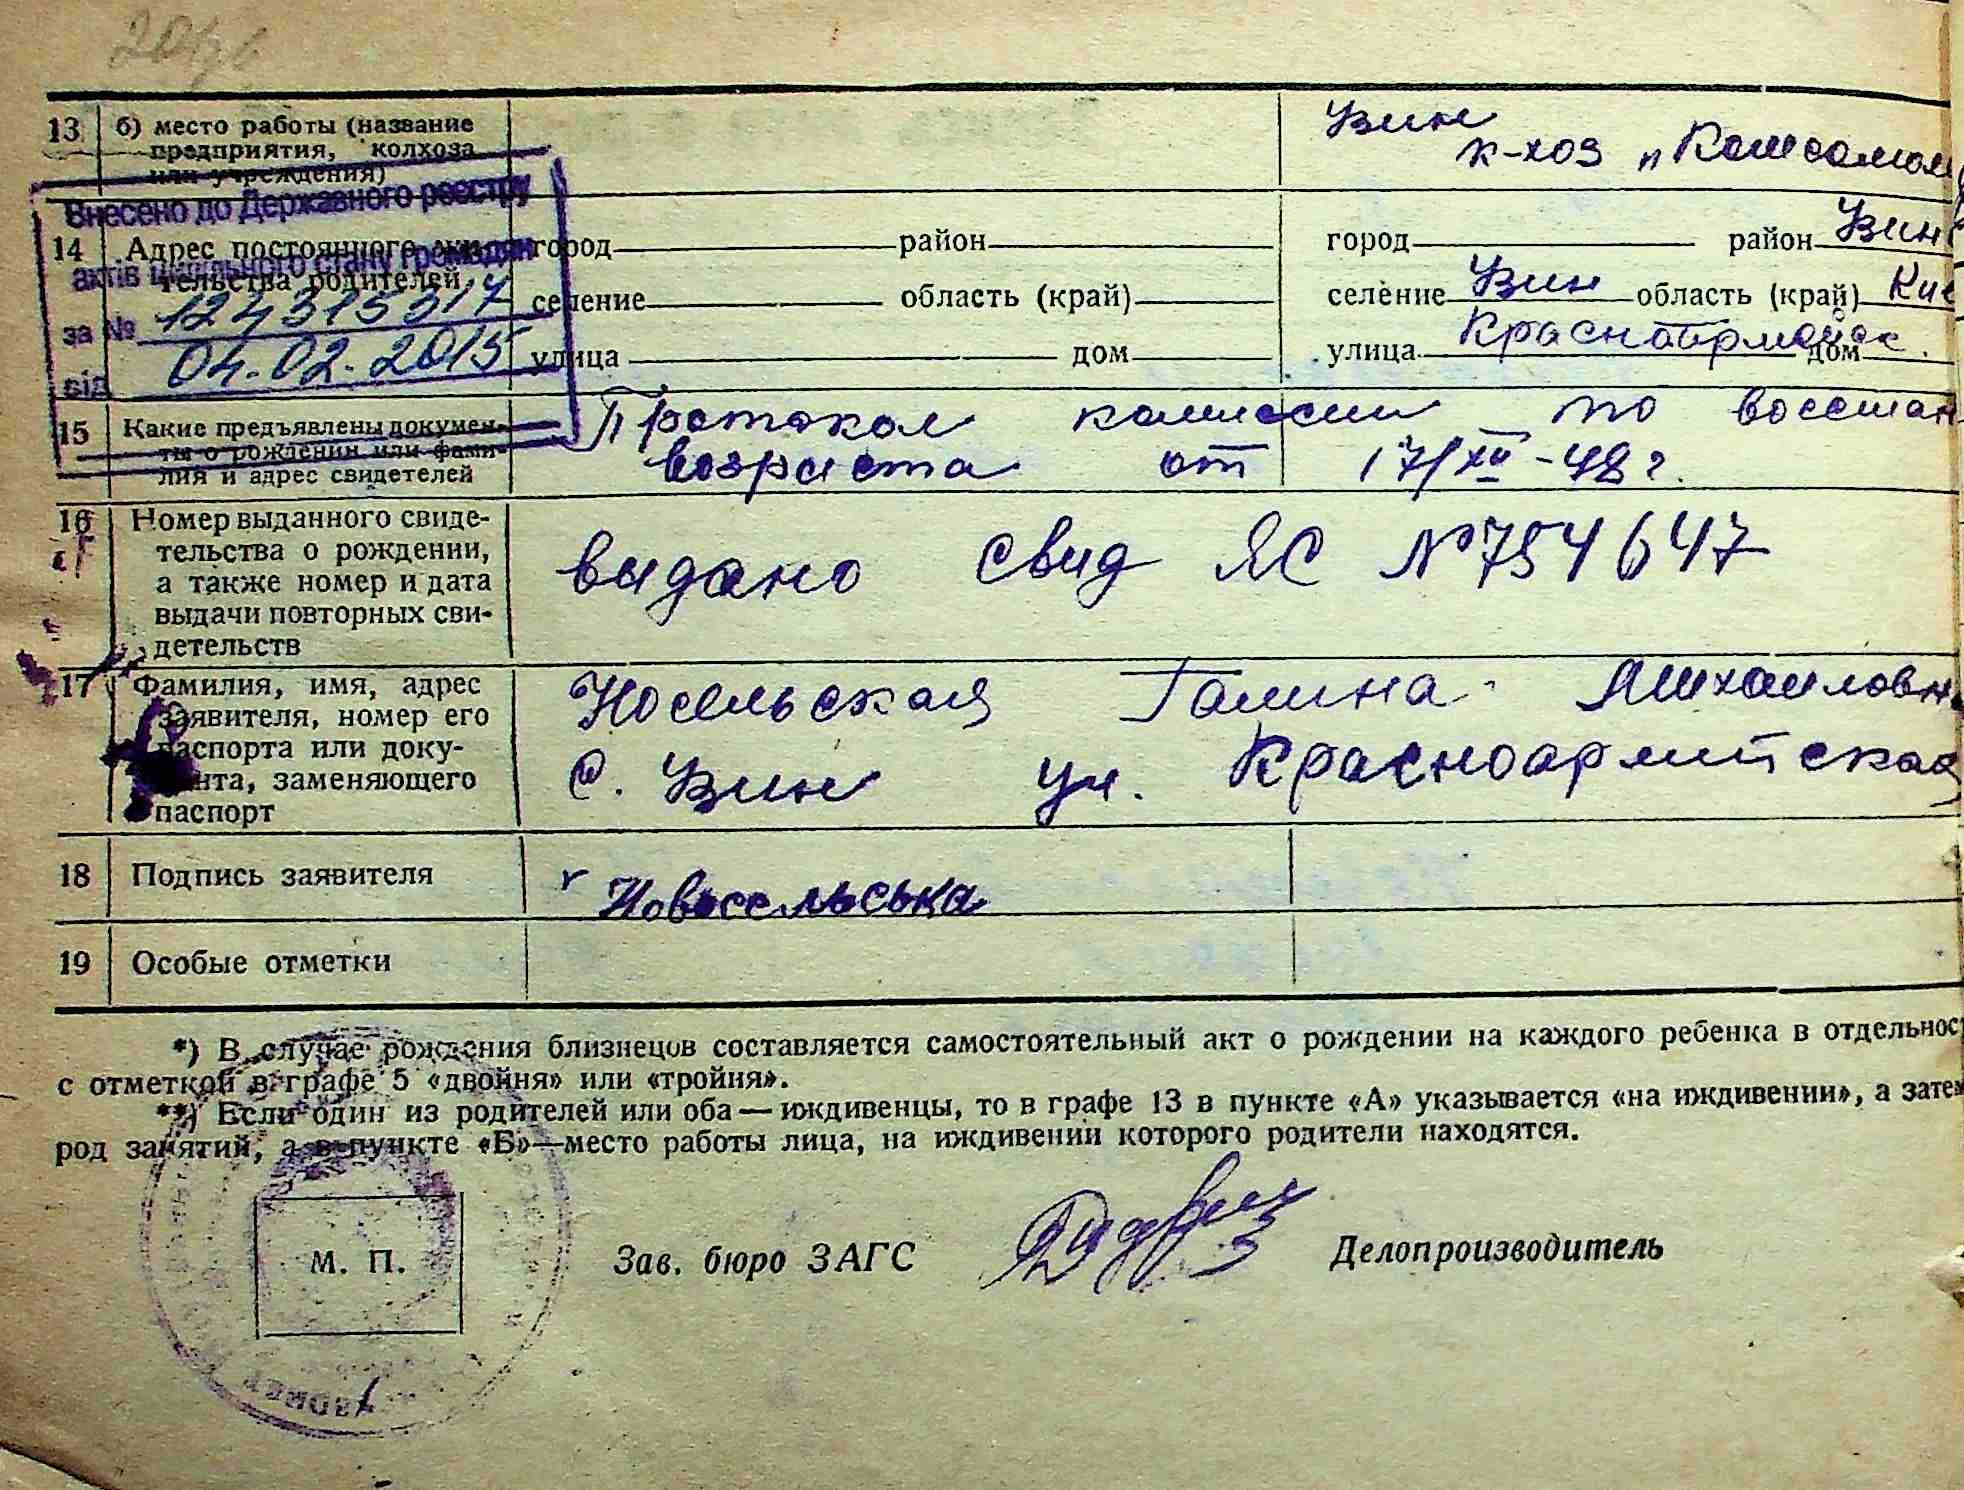 13 б) место работы (название предприятия, колхоза или учреждения)
Узин
к-хоз „Комсомол
Внесено до Державного реєстру
актів цивільного стану громадян
за № 124315317
від 04.02.2015
14 Адрес постоянного жительства родителей
город район
селение область (край)
улица дом
город район Узин
селение Узин область (край) Кие
улица Красноармейск. дом
15 Какие предъявлены документы о рождении или фамилия и адрес свидетелей
Протокол комиссии по восстан
возраста от 17/XII-48 г.
16 Номер выданного свидетельства о рождении, а также номер и дата выдачи повторных свидетельств
видано свид ЯС № 754647
17 Фамилия, имя, адрес заявителя, номер его паспорта или документа, заменяющего паспорт
Носельская Галина Михаиловн
С. Узин ул. Красноармейская
18 Подпись заявителя
Новосельська
19 Особые отметки
*) В случае рождения близнецов составляется самостоятельный акт о рождении на каждого ребенка в отдельнос
с отметкой в графе 5 «двойня» или «тройня».
**) Если один из родителей или оба — иждивенцы, то в графе 13 в пункте «А» указывается «на иждивении», а зате
род занятий, а в пункте «Б» — место работы лица, на иждивении которого родители находятся.
М. П.
Зав. бюро ЗАГС
Делопроизводитель